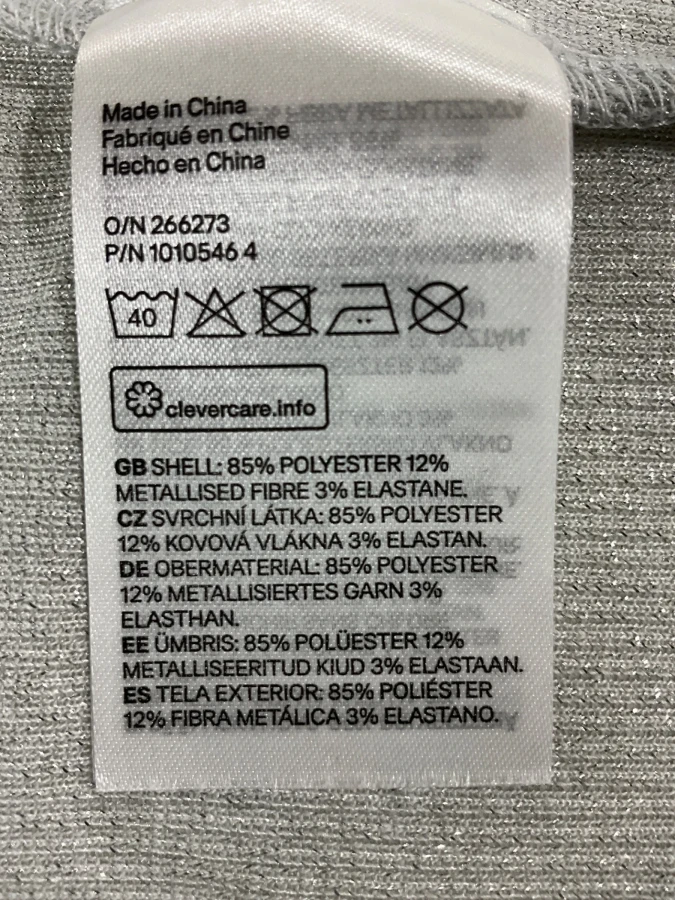 Made in China
Fabriqué en Chine
Hecho en China
O/N 266273
P/N 1010546 4
40
clevercare.info
GB SHELL: 85% POLYESTER 12%
METALLISED FIBRE 3% ELASTANE.
CZ SVRCHNÍ LÁTKA: 85% POLYESTER
12% KOVOVÁ VLÁKNA 3% ELASTAN.
DE OBERMATERIAL: 85% POLYESTER
12% METALLISIERTES GARN 3%
ELASTHAN.
EE ÜMBRIS: 85% POLÜESTER 12%
METALLISEERITUD KIUD 3% ELASTAAN.
ES TELA EXTERIOR: 85% POLIÉSTER
12% FIBRA METÁLICA 3% ELASTANO.